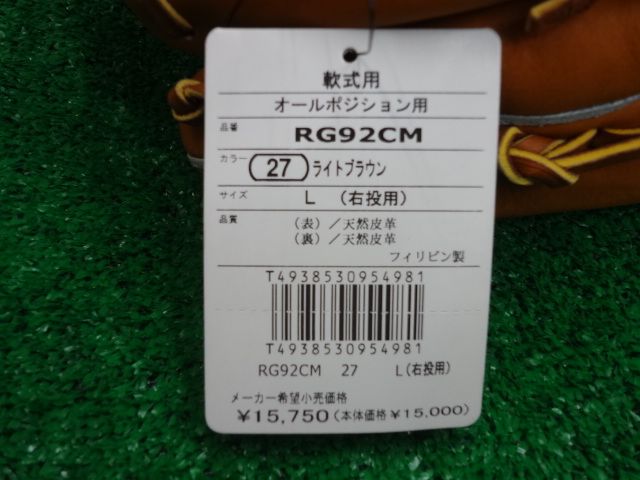 軟式用
オールポジション用
品番 RG92CM
カラー 27 ライトブラウン
サイズ L (右投用)
品質 (表)/天然皮革
(裏)/天然皮革
フィリピン製
T4938530954981
T4938530954981
RG92CM 27 L(右投用)
メーカー希望小売価格
¥15,750(本体価格¥15,000)